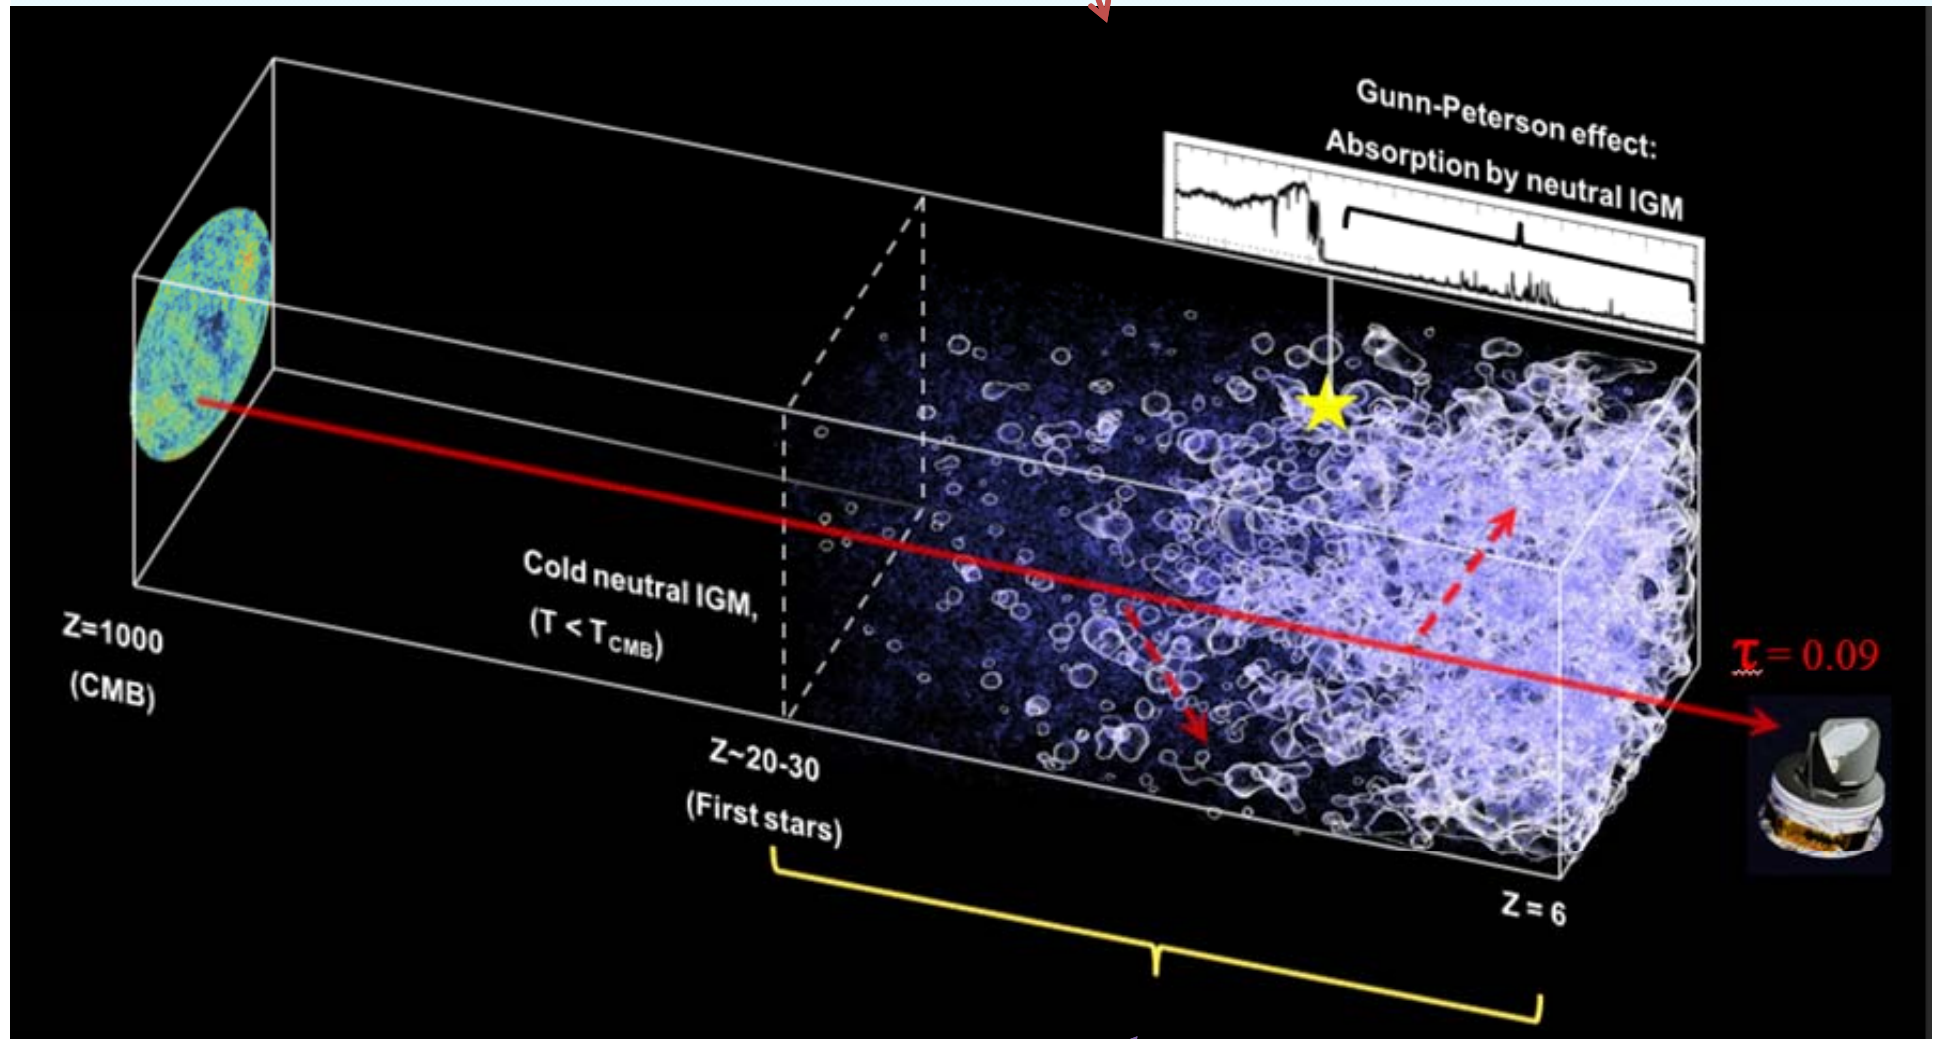 Gunn-Peterson effect:
Absorption by neutral IGM
Cold neutral IGM,
(T < TCMB)
Z=1000
(CMB)
Z~20-30
(First stars)
Z = 6
τ = 0.09